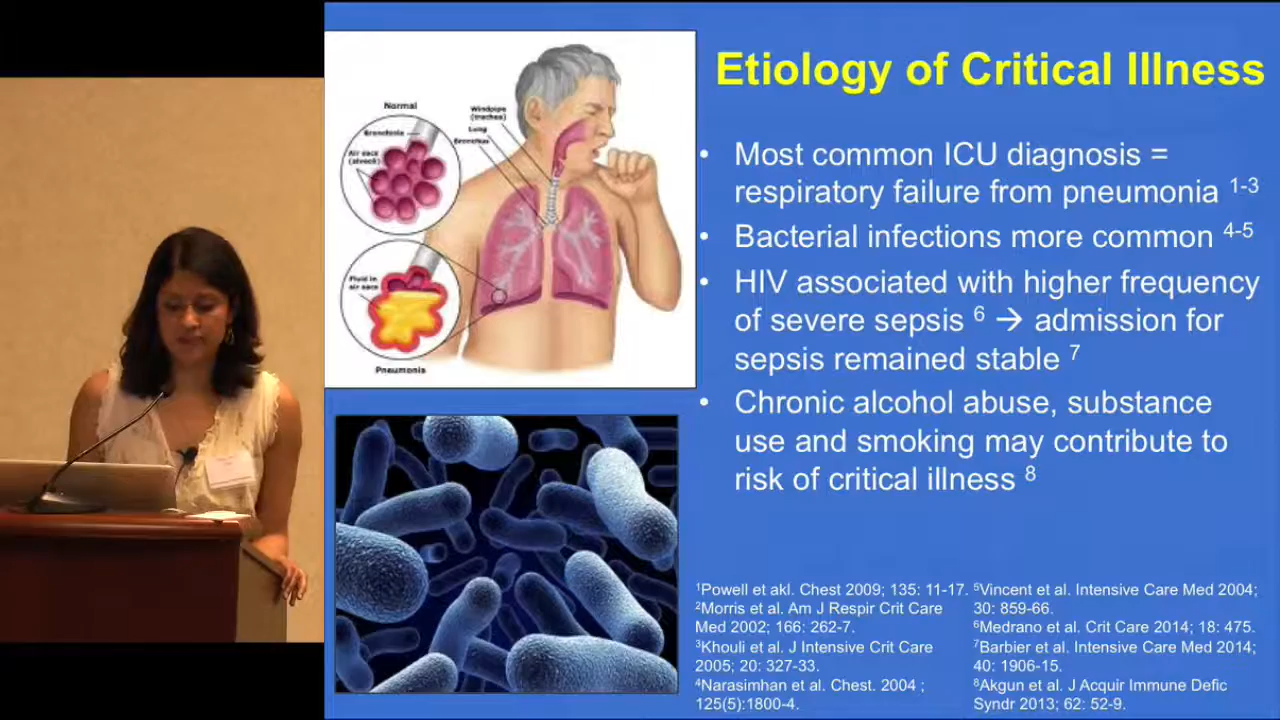 Etiology of Critical Illness
Normal
Bronchiole
Air sacs
(alveoli)
Windpipe
(trachea)
Lung
Bronchus
Fluid in
air sacs
Pneumonia
• Most common ICU diagnosis =
respiratory failure from pneumonia 1-3
• Bacterial infections more common 4-5
• HIV associated with higher frequency
of severe sepsis 6 → admission for
sepsis remained stable 7
• Chronic alcohol abuse, substance
use and smoking may contribute to
risk of critical illness 8
1Powell et akl. Chest 2009; 135: 11-17.
2Morris et al. Am J Respir Crit Care
Med 2002; 166: 262-7.
3Khouli et al. J Intensive Crit Care
2005; 20: 327-33.
4Narasimhan et al. Chest. 2004 ;
125(5):1800-4.
5Vincent et al. Intensive Care Med 2004;
30: 859-66.
6Medrano et al. Crit Care 2014; 18: 475.
7Barbier et al. Intensive Care Med 2014;
40: 1906-15.
8Akgun et al. J Acquir Immune Defic
Syndr 2013; 62: 52-9.